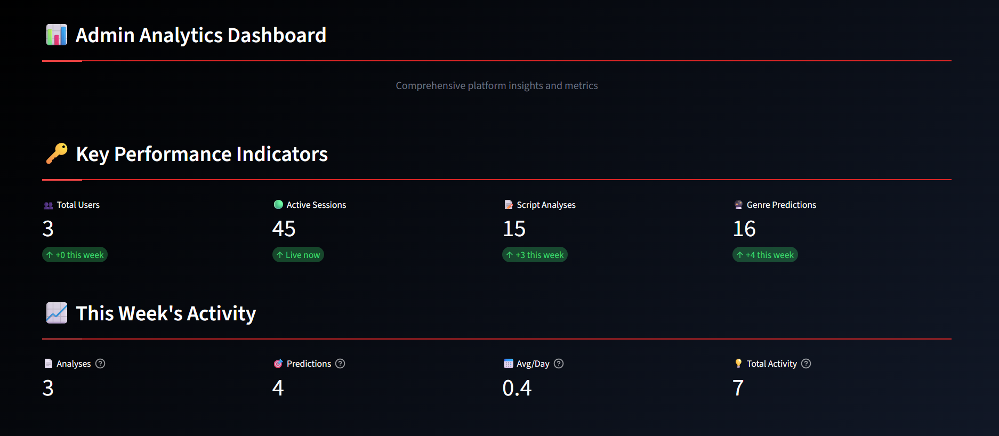 Admin Analytics Dashboard
Comprehensive platform insights and metrics
Key Performance Indicators
Total Users
3
↑ +0 this week
Active Sessions
45
↑ Live now
Script Analyses
15
↑ +3 this week
Genre Predictions
16
↑ +4 this week
This Week's Activity
Analyses ?
3
Predictions ?
4
Avg/Day ?
0.4
Total Activity ?
7